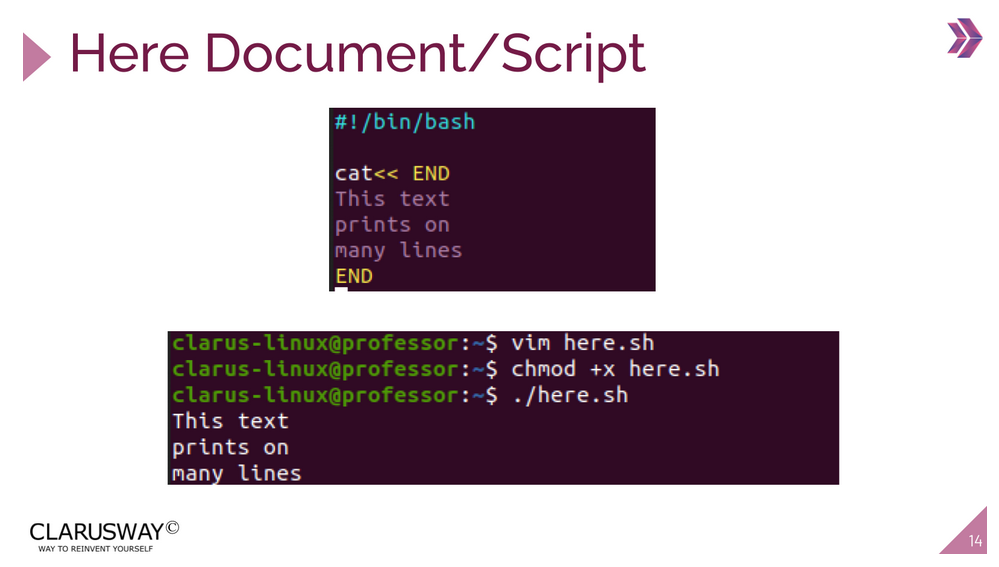 Here Document/Script
#!/bin/bash
cat<< END
This text
prints on
many lines
END
clarus-linux@professor:~$ vim here.sh
clarus-linux@professor:~$ chmod +x here.sh
clarus-linux@professor:~$ ./here.sh
This text
prints on
many lines
CLARUSWAY©
WAY TO REINVENT YOURSELF
14